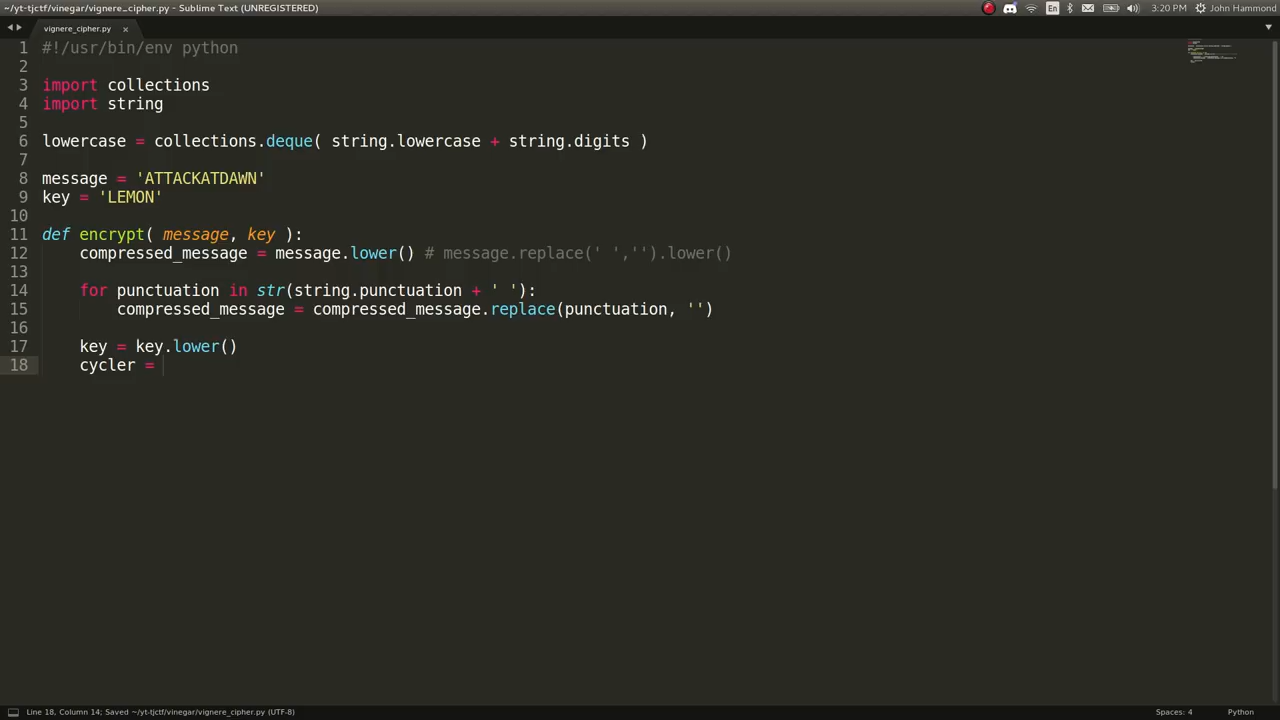 ~/yt-tjctf/vinegar/vignere_cipher.py - Sublime Text (UNREGISTERED)
En
3:20 PM
John Hammond
vignere_cipher.py ×
1 #!/usr/bin/env python
2
3 import collections
4 import string
5
6 lowercase = collections.deque( string.lowercase + string.digits )
7
8 message = 'ATTACKATDAWN'
9 key = 'LEMON'
10
11 def encrypt( message, key ):
12     compressed_message = message.lower() # message.replace(' ','').lower()
13
14     for punctuation in str(string.punctuation + ' '):
15         compressed_message = compressed_message.replace(punctuation, '')
16
17     key = key.lower()
18     cycler =
Line 18, Column 14; Saved ~/yt-tjctf/vinegar/vignere_cipher.py (UTF-8)
Spaces: 4
Python